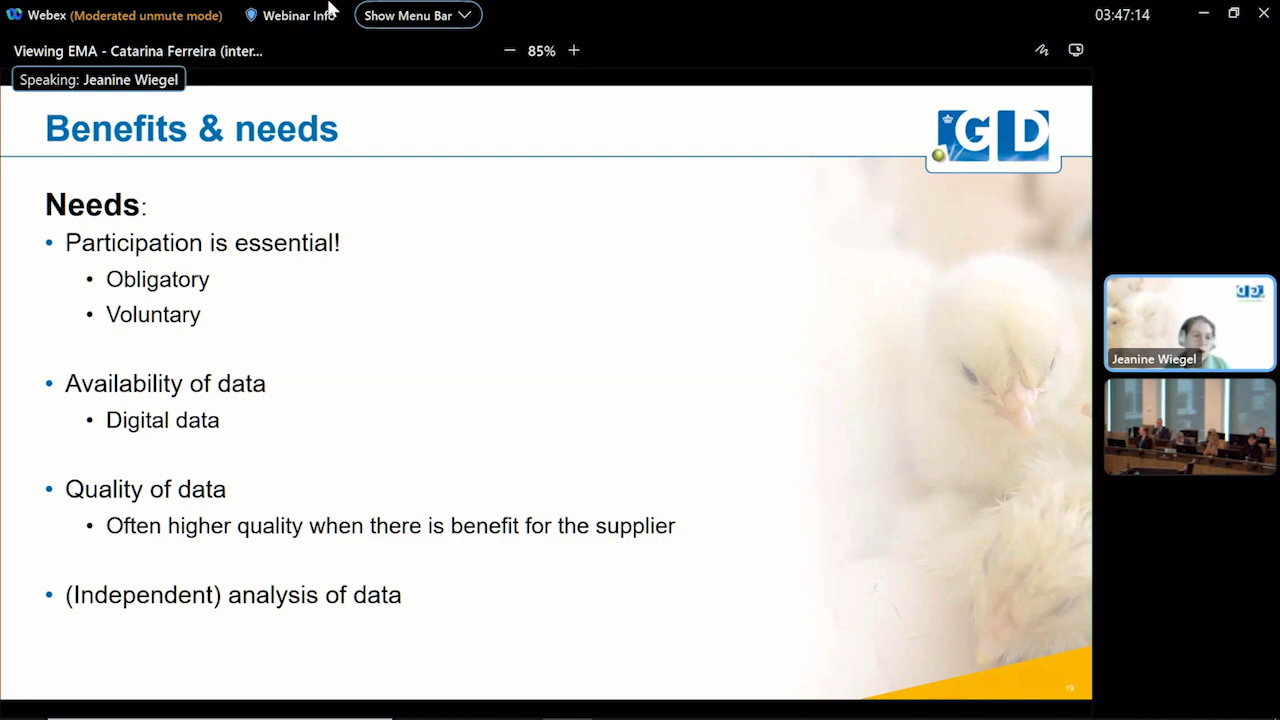 Webex (Moderated unmute mode) Webinar Info Show Menu Bar 03:47:14
Viewing EMA - Catarina Ferreira (inter... 85%
Speaking: Jeanine Wiegel
Benefits & needs
GD
Needs:
• Participation is essential!
• Obligatory
• Voluntary
• Availability of data
• Digital data
• Quality of data
• Often higher quality when there is benefit for the supplier
• (Independent) analysis of data
19
Jeanine Wiegel